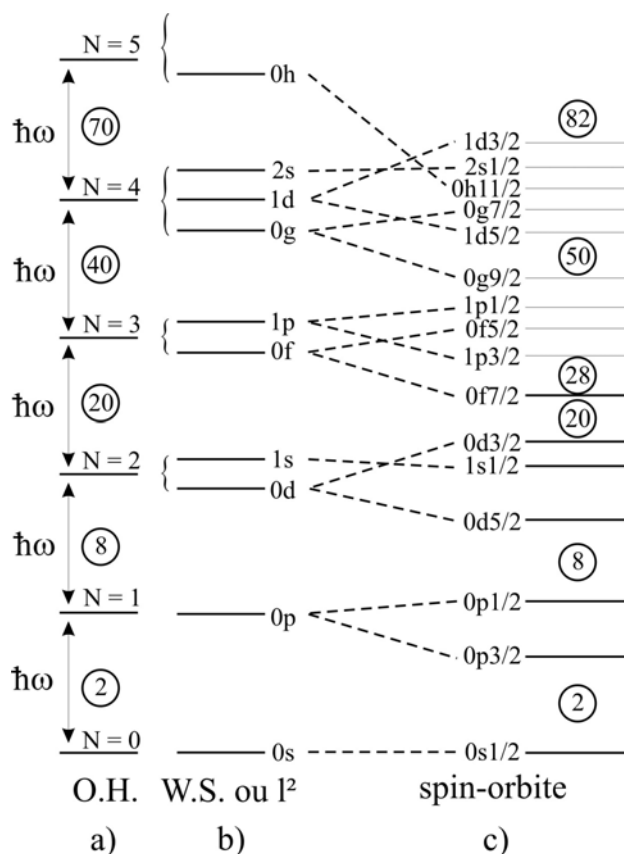 N = 5
0h
ħω
70
82
1d3/2
2s
2s1/2
N = 4
1d
0h11/2
0g7/2
0g
1d5/2
ħω
40
50
0g9/2
1p
1p1/2
N = 3
0f5/2
0f
1p3/2
28
0f7/2
ħω
20
20
0d3/2
N = 2
1s
1s1/2
0d
0d5/2
ħω
8
8
N = 1
0p1/2
0p
0p3/2
ħω
2
2
N = 0
0s
0s1/2
O.H.
W.S. ou l²
spin-orbite
a)
b)
c)